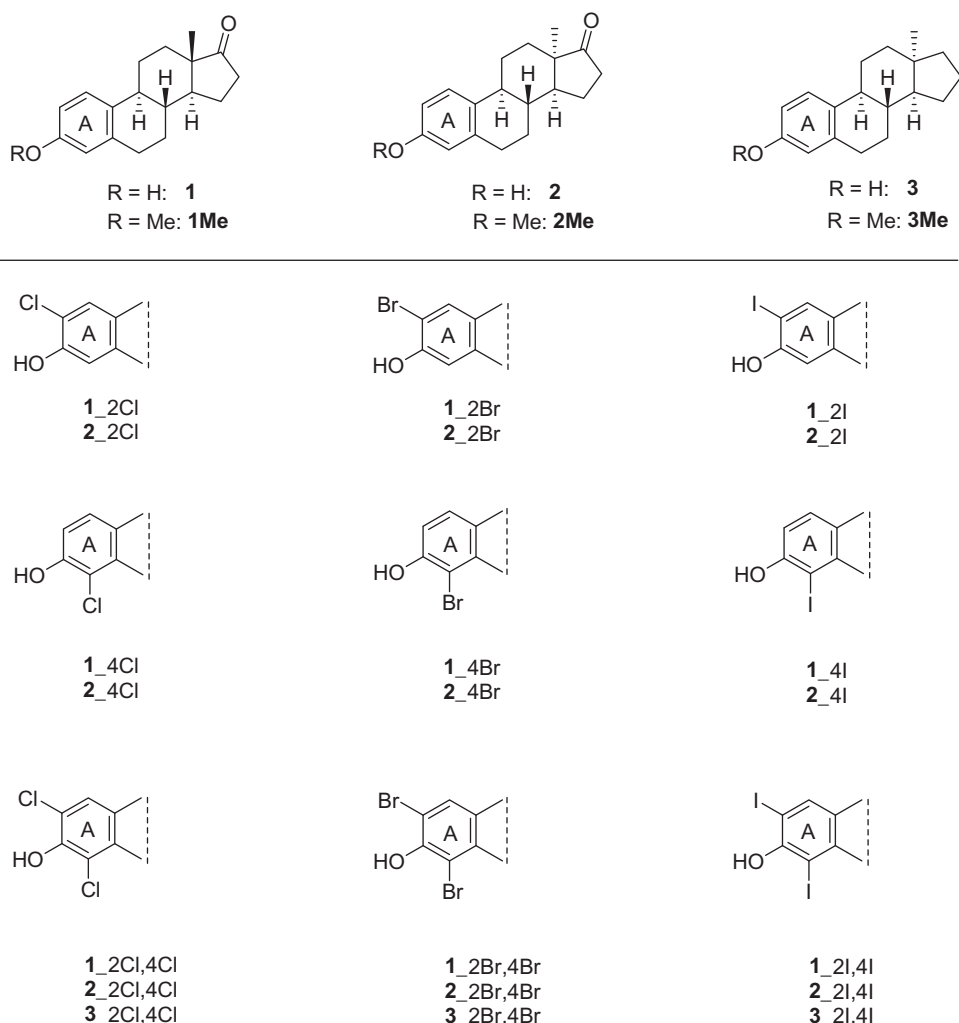 O
H
H
H
A
RO
R = H: 1
R = Me: 1Me
O
H
H
H
A
RO
R = H: 2
R = Me: 2Me
H
H
H
A
RO
R = H: 3
R = Me: 3Me
Cl
A
HO
1_2Cl
2_2Cl
Br
A
HO
1_2Br
2_2Br
I
A
HO
1_2I
2_2I
A
HO
Cl
1_4Cl
2_4Cl
A
HO
Br
1_4Br
2_4Br
A
HO
I
1_4I
2_4I
Cl
A
HO
Cl
1_2Cl,4Cl
2_2Cl,4Cl
3_2Cl,4Cl
Br
A
HO
Br
1_2Br,4Br
2_2Br,4Br
3_2Br,4Br
I
A
HO
I
1_2I,4I
2_2I,4I
3_2I,4I